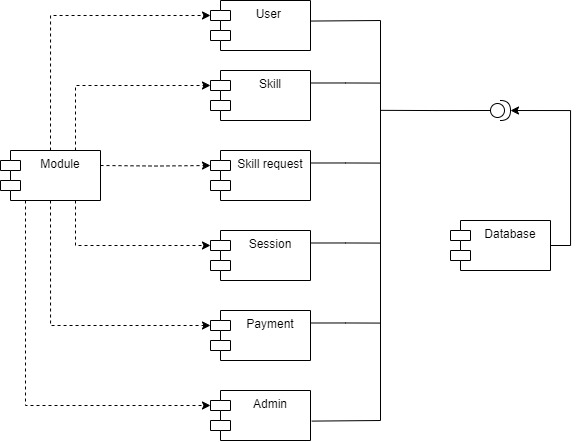 User
Skill
Module
Skill request
Session
Database
Payment
Admin